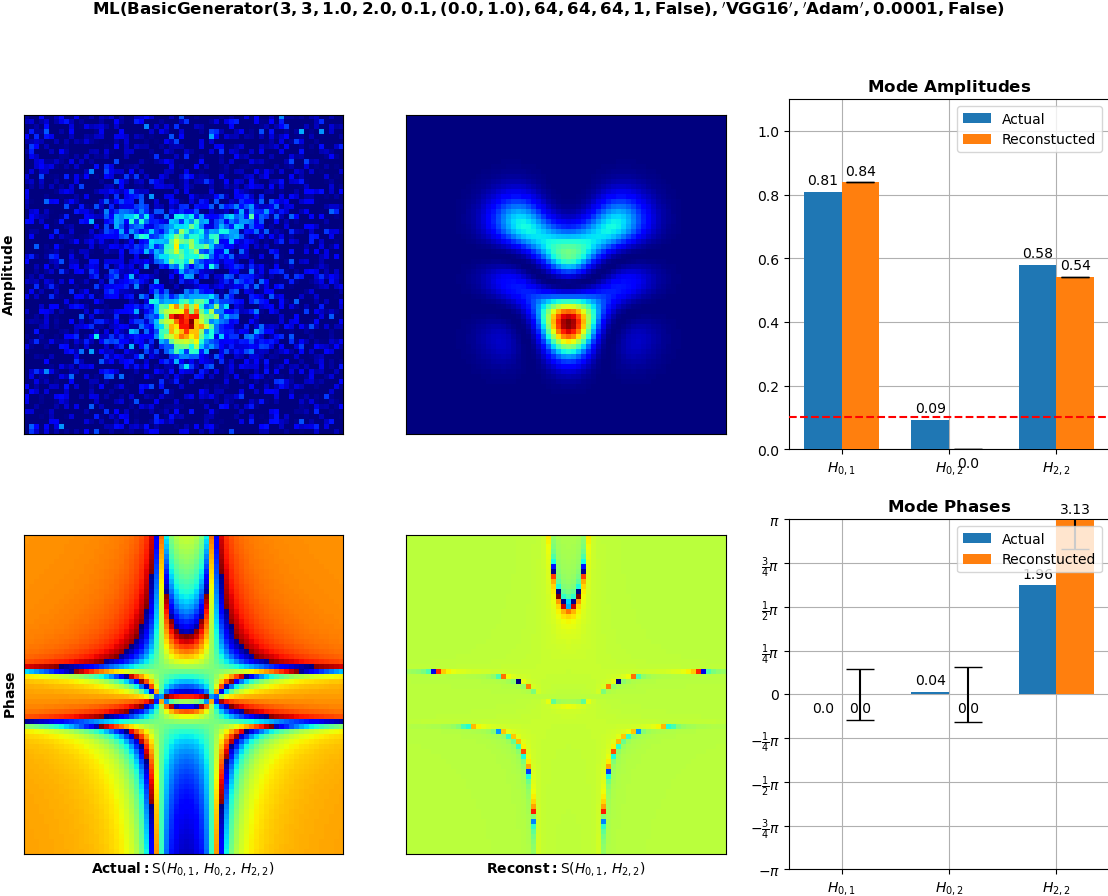 ML(BasicGenerator(3, 3, 1.0, 2.0, 0.1, (0.0, 1.0), 64, 64, 64, 1, False),′VGG16′,′Adam′, 0.0001, False)
Amplitude
Mode Amplitudes
Actual
Reconstucted
1.0
0.8
0.6
0.4
0.2
0.0
0.81
0.84
0.09
0.0
0.58
0.54
H0,1
H0,2
H2,2
Phase
Actual: S(H0,1, H0,2, H2,2)
Reconst: S(H0,1, H2,2)
Mode Phases
Actual
Reconstucted
π
3/4π
1/2π
1/4π
0
−1/4π
−1/2π
−3/4π
−π
0.0
0.0
0.04
0.0
1.96
3.13
H0,1
H0,2
H2,2